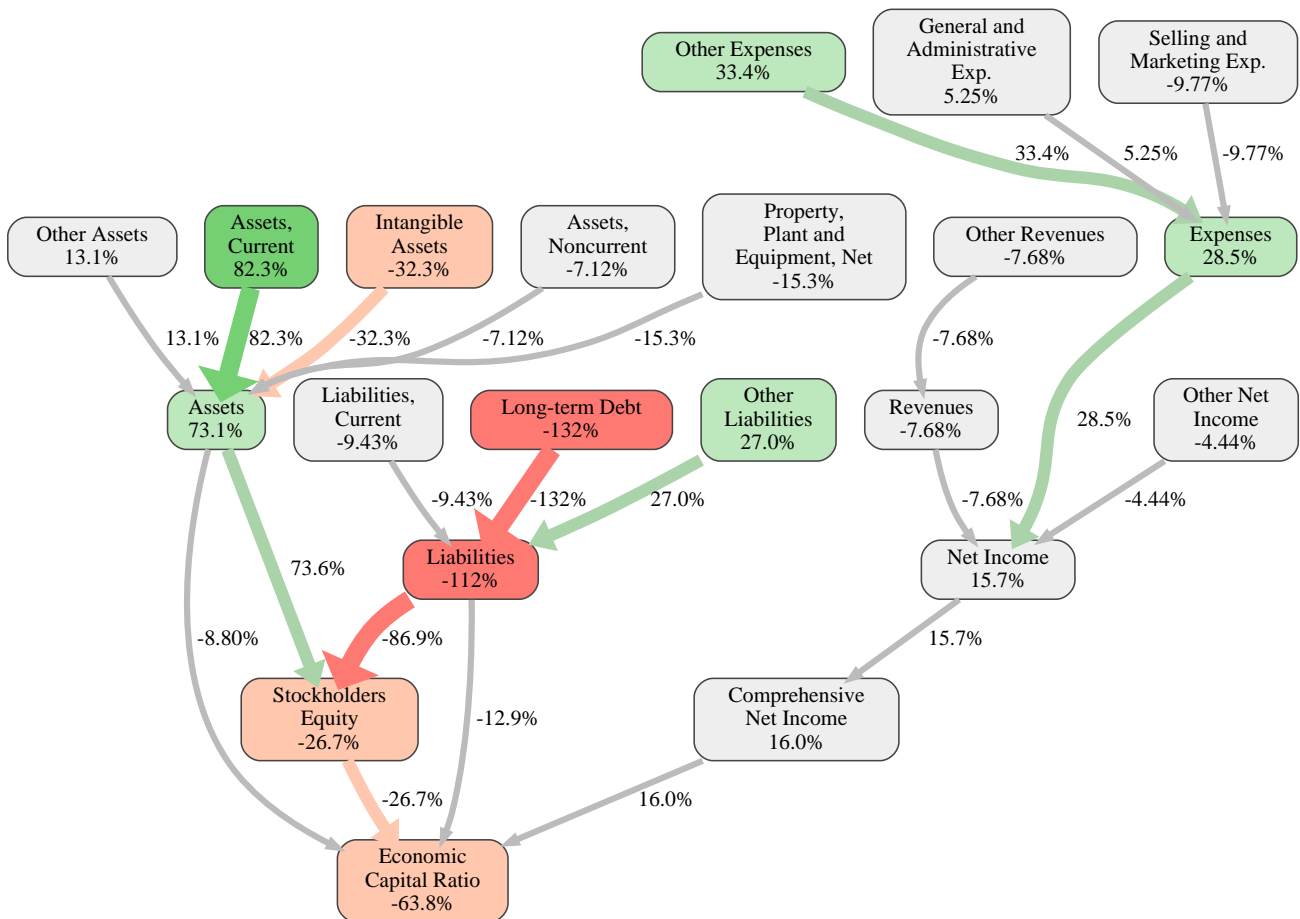 Other Expenses
33.4%
General and
Administrative
Exp.
5.25%
Selling and
Marketing Exp.
-9.77%
33.4%
5.25%
-9.77%
Other Assets
13.1%
Assets,
Current
82.3%
Intangible
Assets
-32.3%
Assets,
Noncurrent
-7.12%
Property,
Plant and
Equipment, Net
-15.3%
Other Revenues
-7.68%
Expenses
28.5%
13.1%
82.3%
-32.3%
-7.12%
-15.3%
-7.68%
28.5%
Assets
73.1%
Liabilities,
Current
-9.43%
Long-term Debt
-132%
Other
Liabilities
27.0%
Revenues
-7.68%
Other Net
Income
-4.44%
-9.43%
-132%
27.0%
-7.68%
-4.44%
73.6%
Liabilities
-112%
Net Income
15.7%
-8.80%
-86.9%
15.7%
Stockholders
Equity
-26.7%
-12.9%
Comprehensive
Net Income
16.0%
-26.7%
16.0%
Economic
Capital Ratio
-63.8%